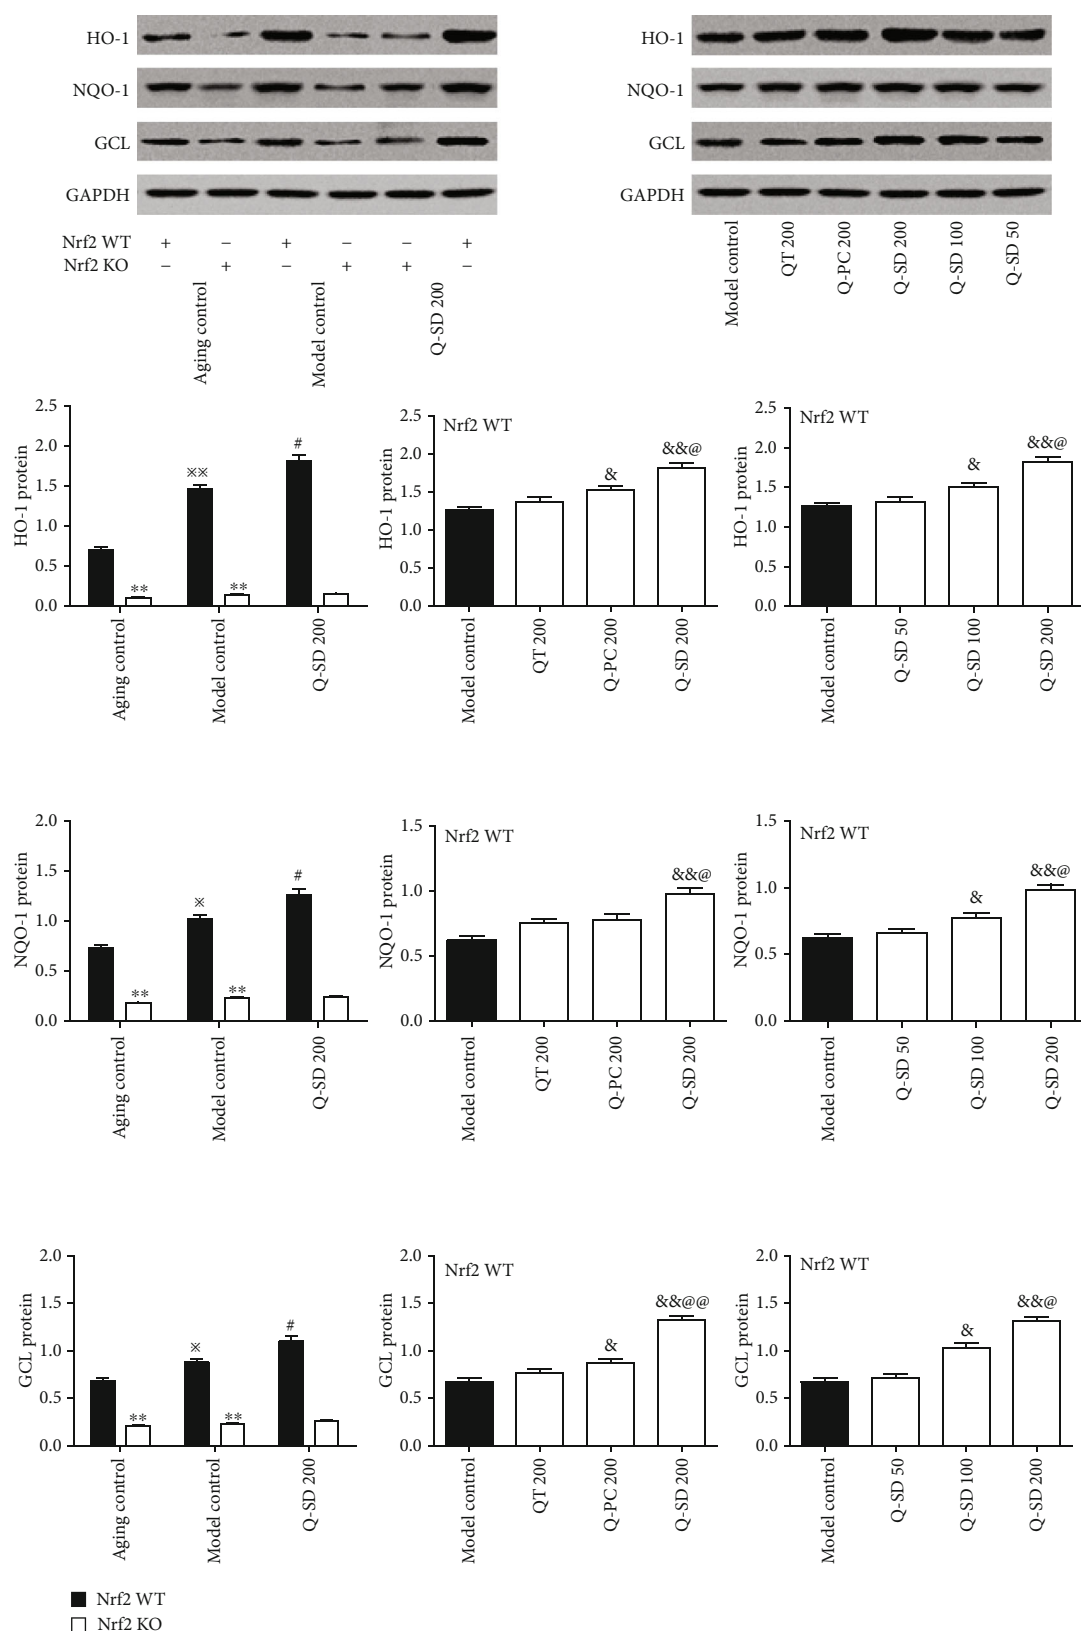 HO-1
NQO-1
GCL
GAPDH
Nrf2 WT + – + – – +
Nrf2 KO – + – + + –
Aging control
Model control
Q-SD 200
HO-1
NQO-1
GCL
GAPDH
Model control
QT 200
Q-PC 200
Q-SD 200
Q-SD 100
Q-SD 50
HO-1 protein
2.5
2.0
1.5
1.0
0.5
0.0
**
※※
**
#
Aging control
Model control
Q-SD 200
HO-1 protein
2.5
2.0
1.5
1.0
0.5
0.0
Nrf2 WT
&
&&@
Model control
QT 200
Q-PC 200
Q-SD 200
HO-1 protein
2.5
2.0
1.5
1.0
0.5
0.0
Nrf2 WT
&
&&@
Model control
Q-SD 50
Q-SD 100
Q-SD 200
NQO-1 protein
2.0
1.5
1.0
0.5
0.0
**
※
**
#
Aging control
Model control
Q-SD 200
NQO-1 protein
1.5
1.0
0.5
0.0
Nrf2 WT
&&@
Model control
QT 200
Q-PC 200
Q-SD 200
NQO-1 protein
1.5
1.0
0.5
0.0
Nrf2 WT
&
&&@
Model control
Q-SD 50
Q-SD 100
Q-SD 200
GCL protein
2.0
1.5
1.0
0.5
0.0
**
※
**
#
Aging control
Model control
Q-SD 200
GCL protein
2.0
1.5
1.0
0.5
0.0
Nrf2 WT
&
&&@@
Model control
QT 200
Q-PC 200
Q-SD 200
GCL protein
2.0
1.5
1.0
0.5
0.0
Nrf2 WT
&
&&@
Model control
Q-SD 50
Q-SD 100
Q-SD 200
Nrf2 WT
Nrf2 KO